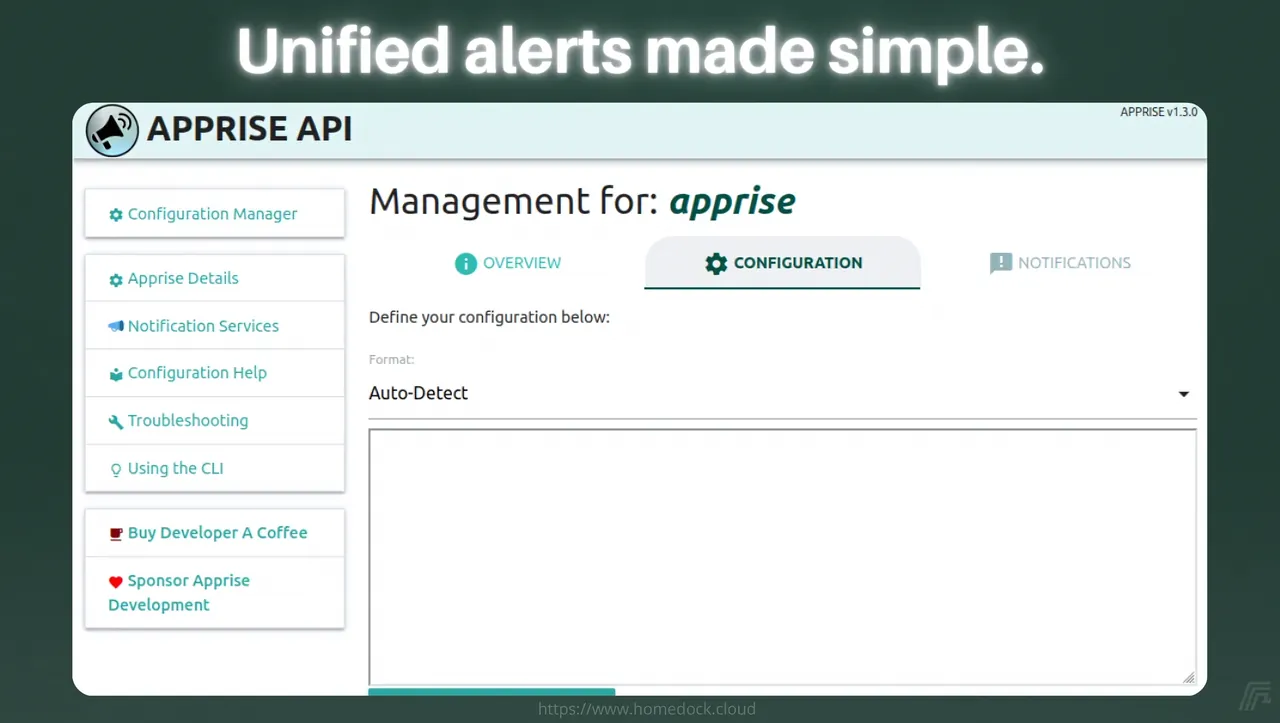 Unified alerts made simple.
APPRISE API
APPRISE v1.3.0
Configuration Manager
Apprise Details
Notification Services
Configuration Help
Troubleshooting
Using the CLI
Buy Developer A Coffee
Sponsor Apprise
Development
Management for: apprise
OVERVIEW
CONFIGURATION
NOTIFICATIONS
Define your configuration below:
Format:
Auto-Detect
https://www.homedock.cloud